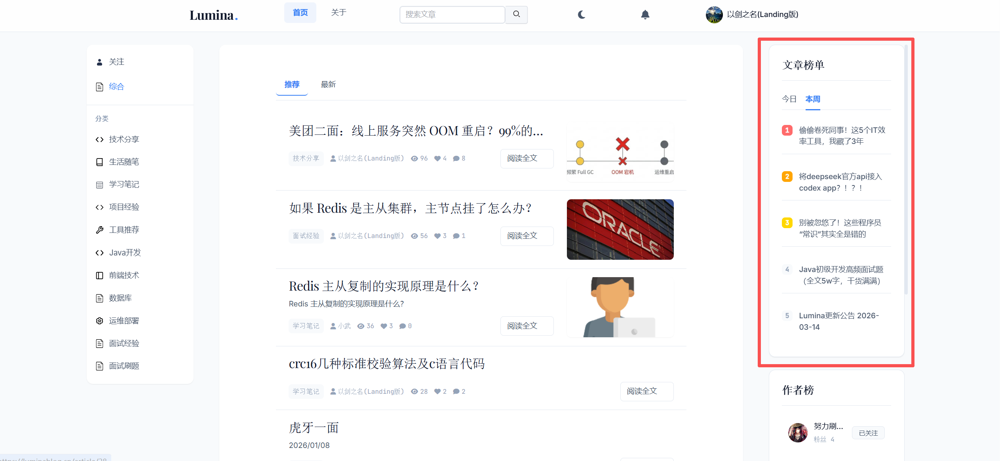 Lumina.
首页
关于
搜索文章
以剑之名(Landing版)
关注
综合
分类
技术分享
生活随笔
学习笔记
项目经验
工具推荐
Java开发
前端技术
数据库
运维部署
面试经验
面试刷题
推荐
最新
美团二面：线上服务突然 OOM 重启？99%的...
技术分享 以剑之名(Landing版) 96 4 8
阅读全文
频繁 Full GC
OOM 宕机
运维重启
如果 Redis 是主从集群，主节点挂了怎么办？
面试经验 以剑之名(Landing版) 56 3 1
阅读全文
ORACLE
Redis 主从复制的实现原理是什么？
Redis 主从复制的实现原理是什么?
学习笔记 小武 36 3 0
阅读全文
crc16几种标准校验算法及c语言代码
学习笔记 以剑之名(Landing版) 28 2 2
阅读全文
虎牙一面
2026/01/08
文章榜单
今日
本周
1 偷偷卷死同事！这5个IT效
率工具，我藏了3年
2 将deepseek官方api接入
codex app？！？！
3 别被忽悠了！这些程序员
“常识”其实全是错的
4 Java初级开发高频面试题
（全文5w字，干货满满）
5 Lumina更新公告 2026-
03-14
作者榜
努力刷...
粉丝 4
已关注